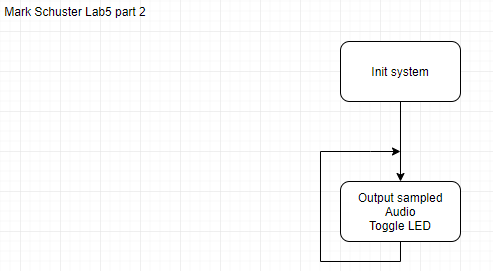 Mark Schuster Lab5 part 2
Init system
Output sampled
Audio
Toggle LED